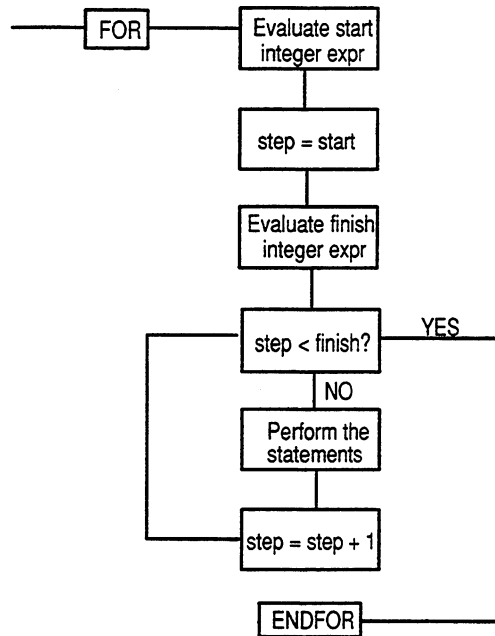 FOR
Evaluate start
integer expr
step = start
Evaluate finish
integer expr
step < finish?
YES
NO
Perform the
statements
step = step + 1
ENDFOR